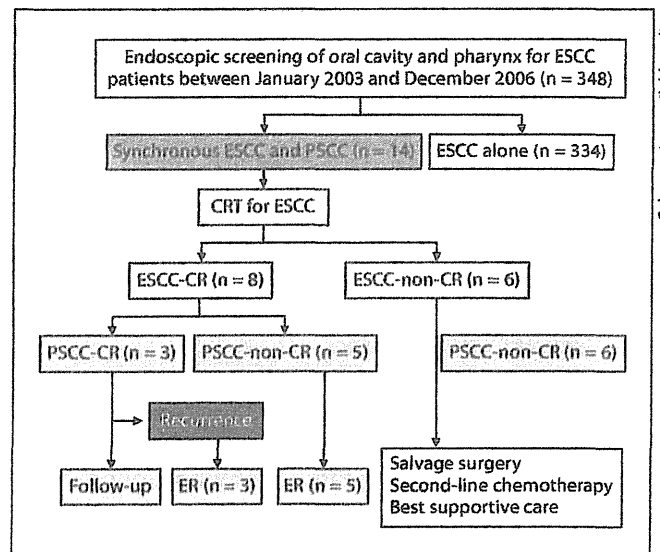 Endoscopic screening of oral cavity and pharynx for ESCC
patients between January 2003 and December 2006 (n = 348)
Synchronous ESCC and PSCC (n = 14)
ESCC alone (n = 334)
CRT for ESCC
ESCC-CR (n = 8)
ESCC-non-CR (n = 6)
PSCC-CR (n = 3)
PSCC-non-CR (n = 5)
PSCC-non-CR (n = 6)
Recurrence
Follow-up
ER (n = 3)
ER (n = 5)
Salvage surgery
Second-line chemotherapy
Best supportive care